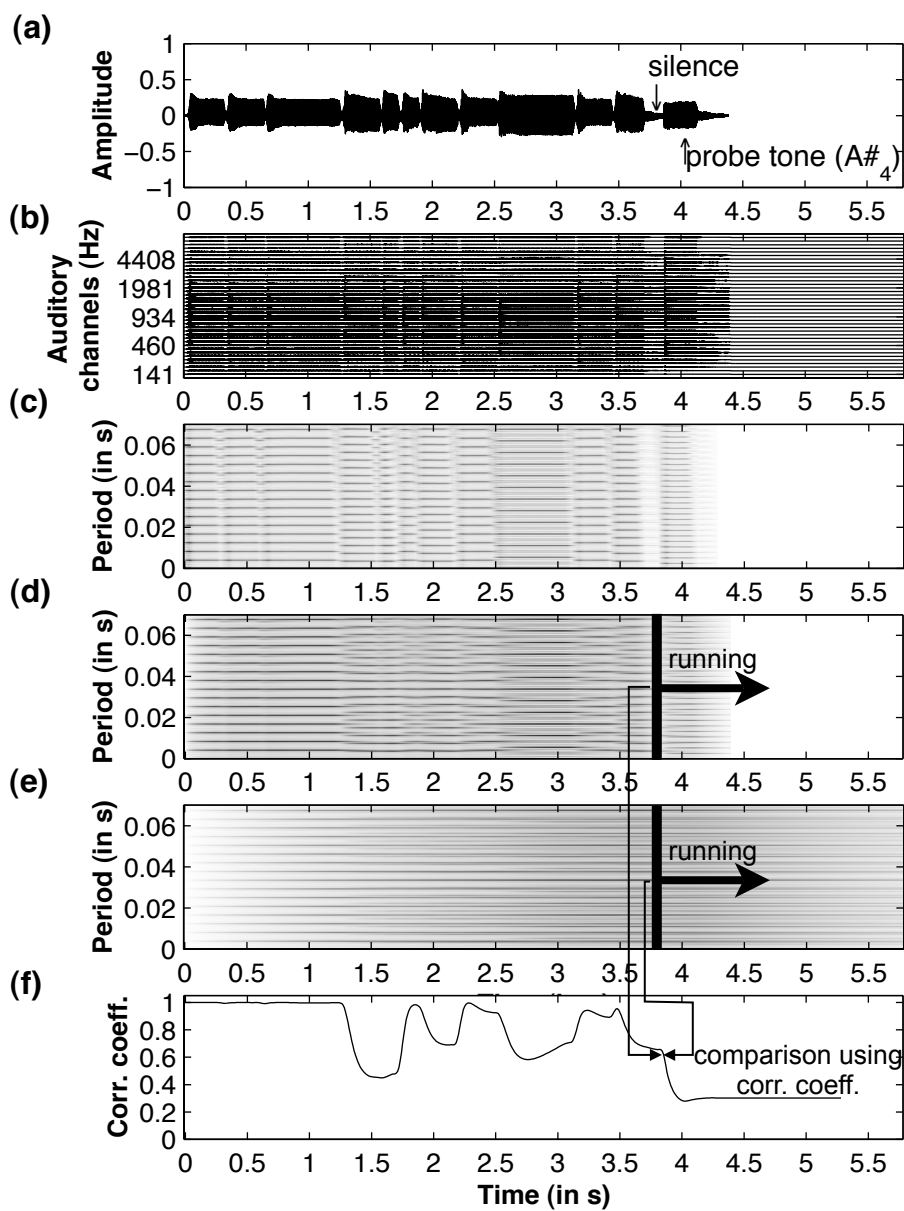 (a)
1
0.5
0
−0.5
−1
Amplitude
silence
probe tone (A#4)
0 0.5 1 1.5 2 2.5 3 3.5 4 4.5 5 5.5
(b)
4408
1981
934
460
141
Auditory
channels (Hz)
0 0.5 1 1.5 2 2.5 3 3.5 4 4.5 5 5.5
(c)
0.06
0.04
0.02
0
Period (in s)
0 0.5 1 1.5 2 2.5 3 3.5 4 4.5 5 5.5
(d)
0.06
0.04
0.02
0
Period (in s)
running
0 0.5 1 1.5 2 2.5 3 3.5 4 4.5 5 5.5
(e)
0.06
0.04
0.02
0
Period (in s)
running
0 0.5 1 1.5 2 2.5 3 3.5 4 4.5 5 5.5
(f)
1
0.8
0.6
0.4
0.2
0
Corr. coeff.
comparison using
corr. coeff.
0 0.5 1 1.5 2 2.5 3 3.5 4 4.5 5 5.5
Time (in s)